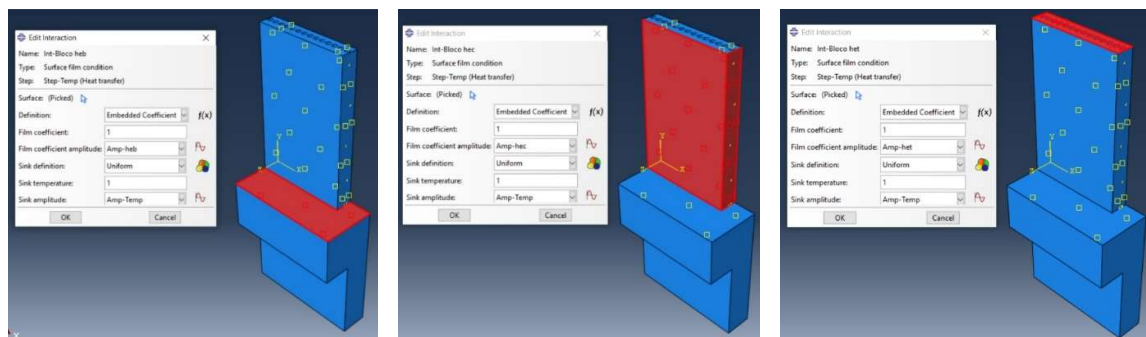 Edit Interaction
Name: Int-Bloco heb
Type: Surface film condition
Step: Step-Temp (Heat transfer)
Surface: (Picked)
Definition: Embedded Coefficient f(x)
Film coefficient: 1
Film coefficient amplitude: Amp-heb
Sink definition: Uniform
Sink temperature: 1
Sink amplitude: Amp-Temp
OK Cancel
Y
Z X
X
Edit Interaction
Name: Int-Bloco hec
Type: Surface film condition
Step: Step-Temp (Heat transfer)
Surface: (Picked)
Definition: Embedded Coefficient f(x)
Film coefficient: 1
Film coefficient amplitude: Amp-hec
Sink definition: Uniform
Sink temperature: 1
Sink amplitude: Amp-Temp
OK Cancel
Y
Z X
Edit Interaction
Name: Int-Bloco het
Type: Surface film condition
Step: Step-Temp (Heat transfer)
Surface: (Picked)
Definition: Embedded Coefficient f(x)
Film coefficient: 1
Film coefficient amplitude: Amp-het
Sink definition: Uniform
Sink temperature: 1
Sink amplitude: Amp-Temp
OK Cancel
Y
Z X